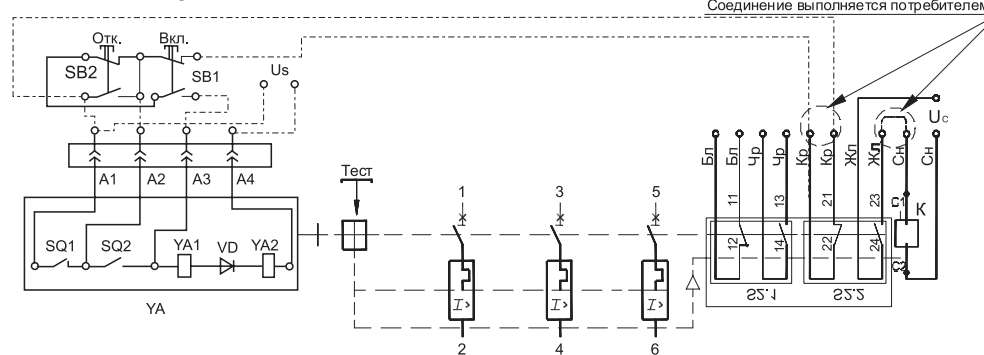 Соединение выполняется потребителем
Отк. Вкл.
SB2 SB1 Us
Uc
Бл Бл Чр Чр Кр Кр Жл Жл Сн Сн
A1 A2 A3 A4
Тест
1 3 5
11 13 21 23
К
SQ1 SQ2 YA1 VD YA2
12 14 22 24
I> I> I>
S2.1 S2.2
YA
2 4 6